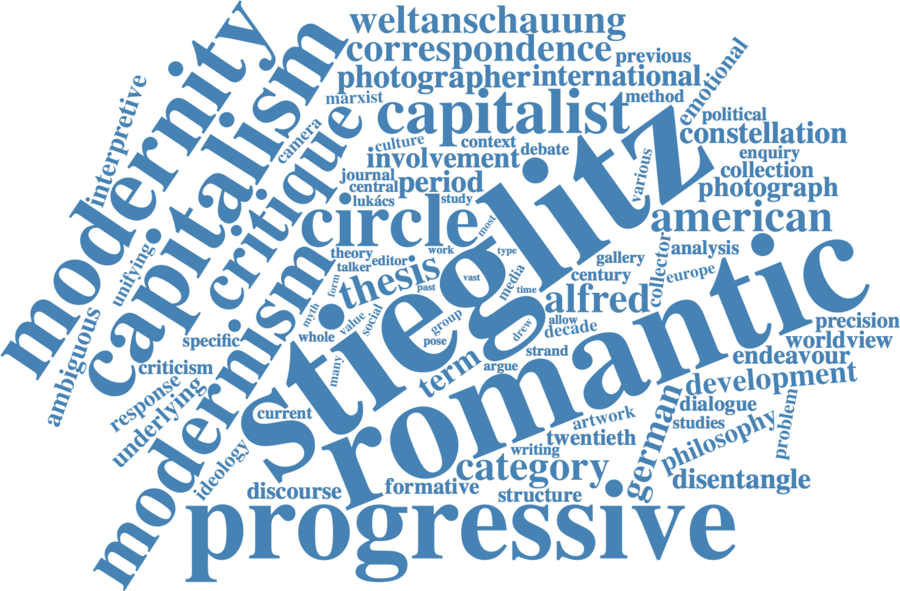 weltanschauung
correspondence
previous
photographer
international
emotional
modernity
capitalism
interpretive
marxist
camera
capitalist
method
political
constellation
culture
context
debate
enquiry
critique
involvement
various
collection
journal
central
period
photograph
lukács
study
circle
stieglitz
american
most
unifying
theory
work
type
talker
editor
gallery
collector
analysis
form
thesis
past
vast
media
century
europe
modernism
time
alfred
romantic
ambiguous
myth
value
social
group
drew
allow
decade
precision
specific
whole
pose
strand
worldview
criticism
many
term
argue
endeavour
response
development
underlying
current
artwork
german
dialogue
problem
twentieth
studies
philosophy
writing
ideology
category
disentangle
discourse
formative
structure
progressive